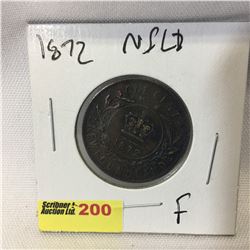 1872 NFLD
Scribner &
Auction Ltd. 200
F